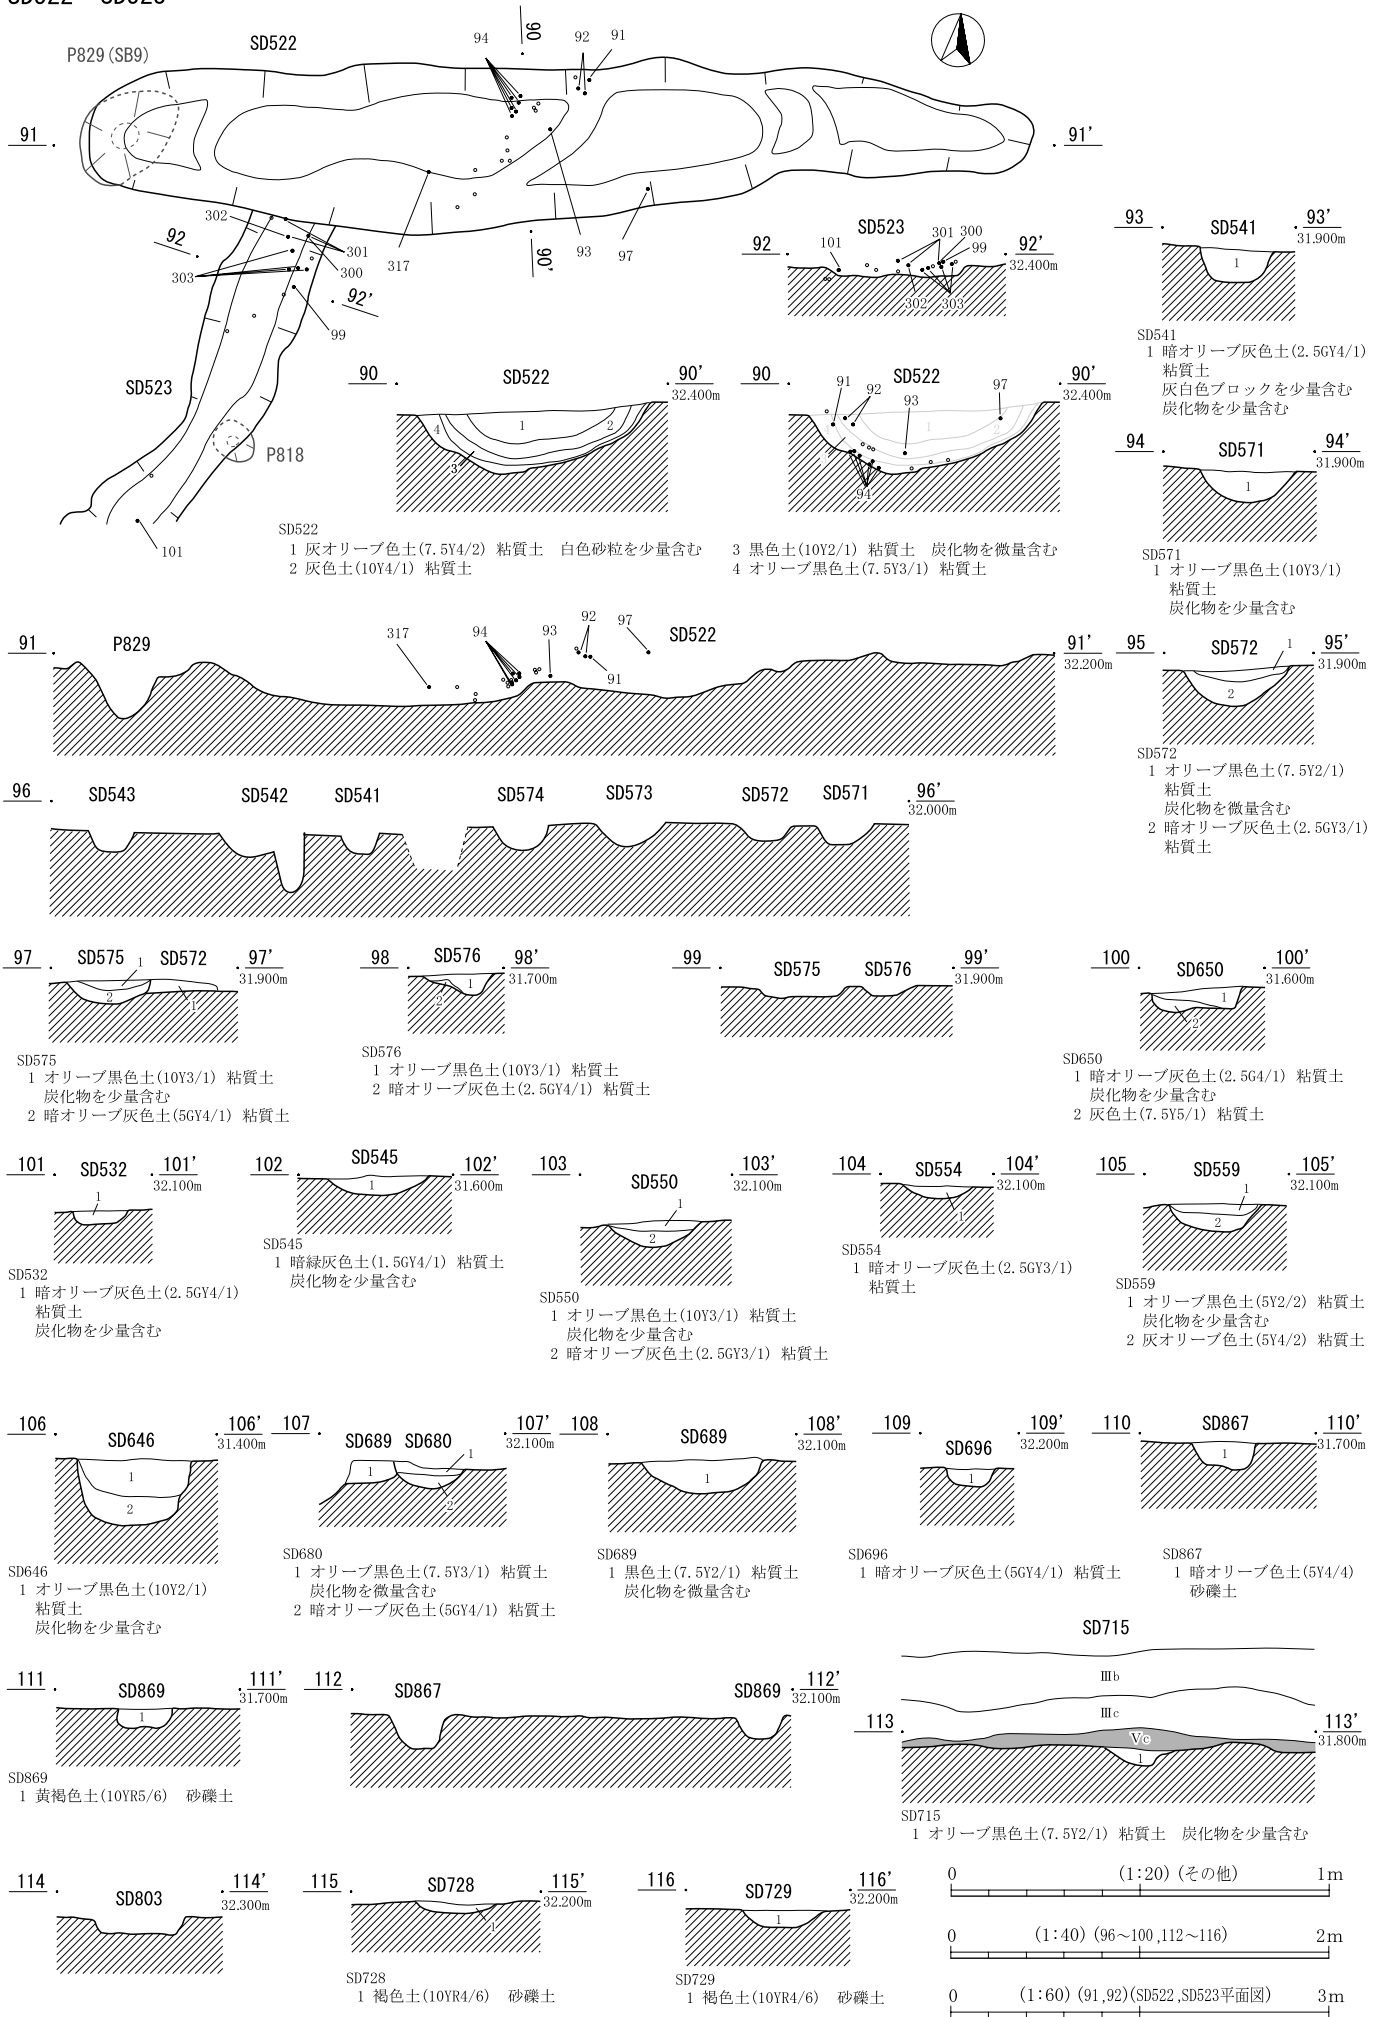 SD522
P829(SB9)
94
90
92
91
91
91'
302
92
301
300
303
317
90'
93
97
92'
99
SD523
P818
101
92
SD523
92'
32.400m
101
301
300
99
302
303
93
SD541
93'
31.900m
1
SD541
1 暗オリーブ灰色土(2.5GY4/1)
粘質土
灰白色ブロックを少量含む
炭化物を少量含む
90
SD522
90'
32.400m
1
2
3
4
90
SD522
90'
32.400m
91
92
93
97
94
1
2
SD522
1 灰オリーブ色土(7.5Y4/2) 粘質土 白色砂粒を少量含む
2 灰色土(10Y4/1) 粘質土
3 黒色土(10Y2/1) 粘質土 炭化物を微量含む
4 オリーブ黒色土(7.5Y3/1) 粘質土
94
SD571
94'
31.900m
1
SD571
1 オリーブ黒色土(10Y3/1)
粘質土
炭化物を少量含む
91
P829
317
94
93
92
91
97
SD522
91'
32.200m
95
SD572
95'
31.900m
1
2
SD572
1 オリーブ黒色土(7.5Y2/1)
粘質土
炭化物を微量含む
2 暗オリーブ灰色土(2.5GY3/1)
粘質土
96
SD543
SD542
SD541
SD574
SD573
SD572
SD571
96'
32.000m
97
SD575
1
SD572
97'
31.900m
2
1
SD575
1 オリーブ黒色土(10Y3/1) 粘質土
炭化物を少量含む
2 暗オリーブ灰色土(5GY4/1) 粘質土
98
SD576
98'
31.700m
1
2
SD576
1 オリーブ黒色土(10Y3/1) 粘質土
2 暗オリーブ灰色土(2.5GY4/1) 粘質土
99
SD575
SD576
99'
31.900m
100
SD650
100'
31.600m
1
2
SD650
1 暗オリーブ灰色土(2.5G4/1) 粘質土
炭化物を少量含む
2 灰色土(7.5Y5/1) 粘質土
101
SD532
101'
32.100m
1
SD532
1 暗オリーブ灰色土(2.5GY4/1)
粘質土
炭化物を少量含む
102
SD545
102'
31.600m
1
SD545
1 暗緑灰色土(1.5GY4/1) 粘質土
炭化物を少量含む
103
SD550
103'
32.100m
1
2
SD550
1 オリーブ黒色土(10Y3/1) 粘質土
炭化物を少量含む
2 暗オリーブ灰色土(2.5GY3/1) 粘質土
104
SD554
104'
32.100m
1
SD554
1 暗オリーブ灰色土(2.5GY3/1)
粘質土
105
SD559
105'
32.100m
1
2
SD559
1 オリーブ黒色土(5Y2/2) 粘質土
炭化物を少量含む
2 灰オリーブ色土(5Y4/2) 粘質土
106
SD646
106'
31.400m
1
2
SD646
1 オリーブ黒色土(10Y2/1)
粘質土
炭化物を少量含む
107
SD689
SD680
107'
32.100m
1
1
2
SD680
1 オリーブ黒色土(7.5Y3/1) 粘質土
炭化物を微量含む
2 暗オリーブ灰色土(5GY4/1) 粘質土
108
SD689
108'
32.100m
1
SD689
1 黒色土(7.5Y2/1) 粘質土
炭化物を微量含む
109
SD696
109'
32.200m
1
SD696
1 暗オリーブ灰色土(5GY4/1) 粘質土
110
SD867
110'
31.700m
1
SD867
1 暗オリーブ色土(5Y4/4)
砂礫土
111
SD869
111'
31.700m
1
SD869
1 黄褐色土(10YR5/6) 砂礫土
112
SD867
SD869
112'
32.100m
SD715
Ⅲb
Ⅲc
Ⅴc
113
113'
31.800m
1
SD715
1 オリーブ黒色土(7.5Y2/1) 粘質土 炭化物を少量含む
114
SD803
114'
32.300m
115
SD728
115'
32.200m
1
SD728
1 褐色土(10YR4/6) 砂礫土
116
SD729
116'
32.200m
1
SD729
1 褐色土(10YR4/6) 砂礫土
0 (1:20) (その他) 1m
0 (1:40) (96～100,112～116) 2m
0 (1:60) (91,92)(SD522,SD523平面図) 3m